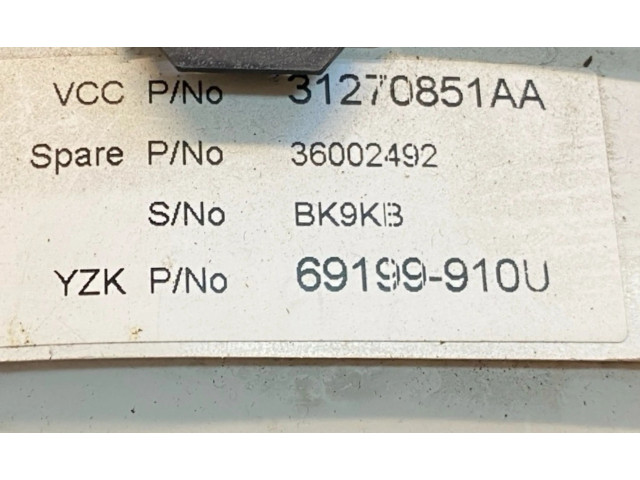 VCC P/No 31270851AA
Spare P/No 36002492
S/No BK9KB
YZK P/No 69199-910U